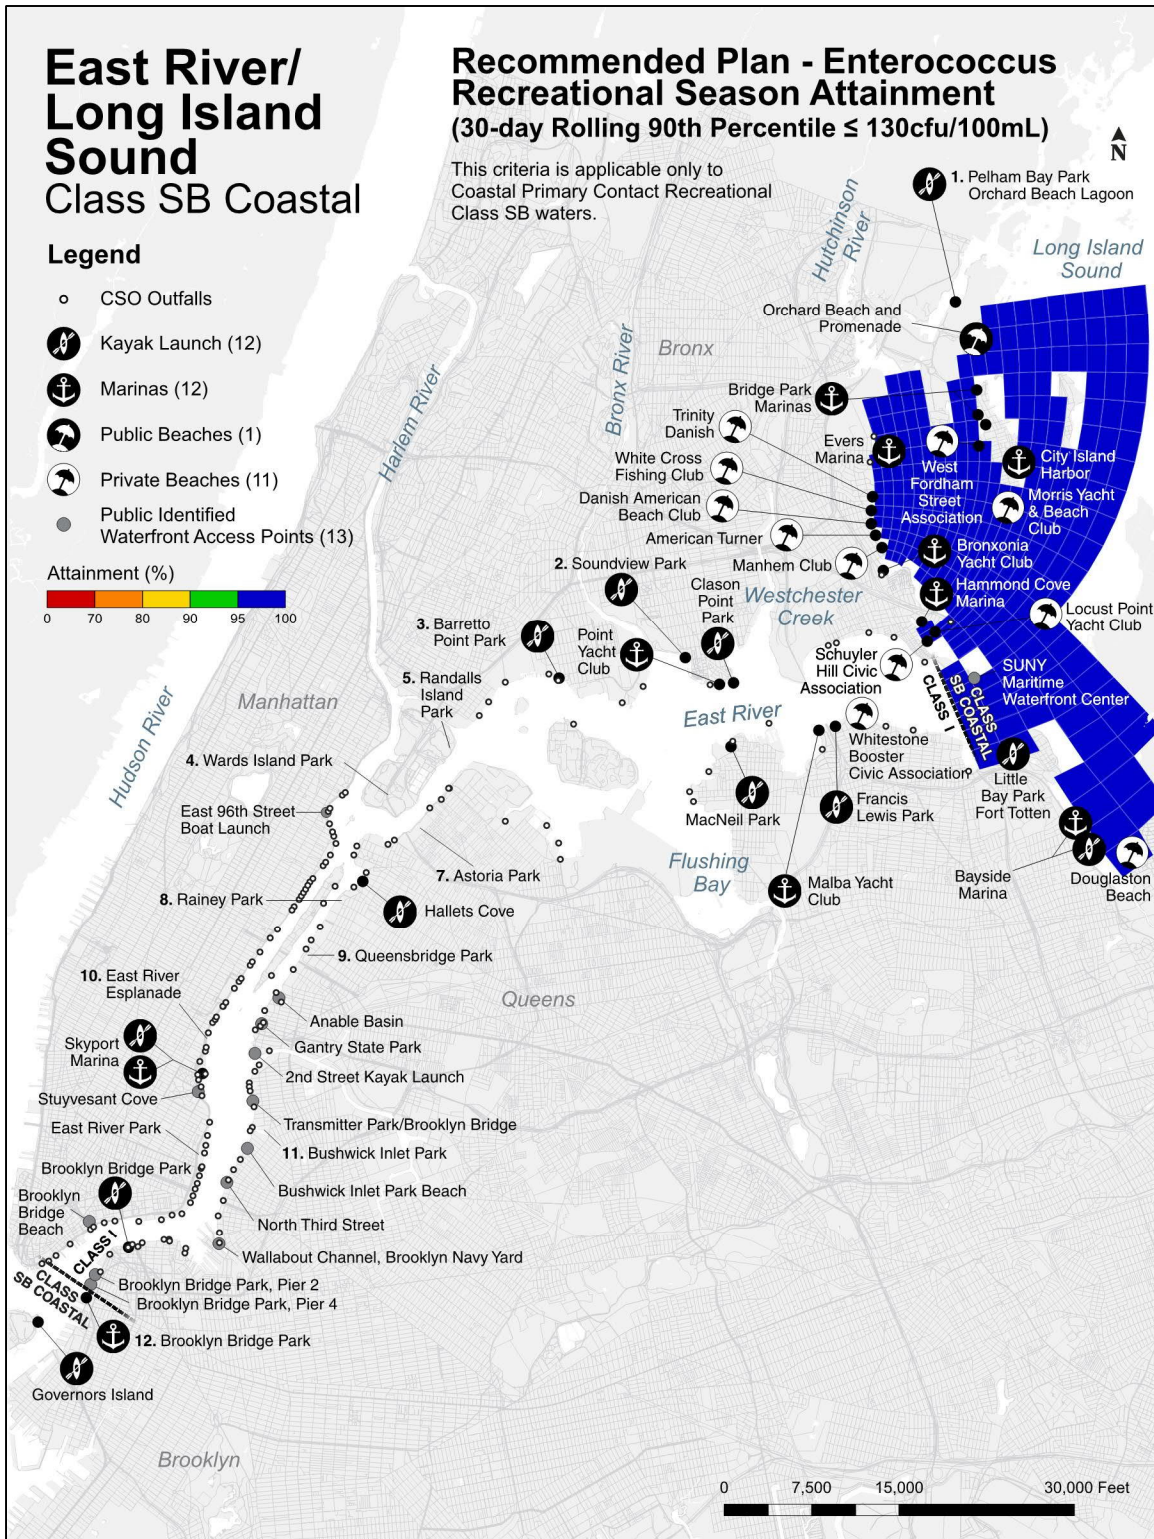 East River/
Long Island
Sound
Class SB Coastal
Recommended Plan - Enterococcus
Recreational Season Attainment
(30-day Rolling 90th Percentile ≤ 130cfu/100mL)
This criteria is applicable only to
Coastal Primary Contact Recreational
Class SB waters.
N
Legend
CSO Outfalls
Kayak Launch (12)
Marinas (12)
Public Beaches (1)
Private Beaches (11)
Public Identified
Waterfront Access Points (13)
Attainment (%)
0 70 80 90 95 100
1. Pelham Bay Park
Orchard Beach Lagoon
Hutchinson
River
Long Island
Sound
Orchard Beach and
Promenade
Bronx
Bronx River
Harlem River
Bridge Park
Marinas
Trinity
Danish
Evers
Marina
White Cross
Fishing Club
West
Fordham
Street
Association
City Island
Harbor
Danish American
Beach Club
Morris Yacht
& Beach
Club
American Turner
Bronxonia
Yacht Club
Manhem Club
2. Soundview Park
Clason
Point
Park
Westchester
Creek
Hammond Cove
Marina
Locust Point
Yacht Club
3. Barretto
Point Park
Point
Yacht
Club
Schuyler
Hill Civic
Association
SUNY
Maritime
Waterfront Center
5. Randalls
Island
Park
CLASS I
CLASS
SB COASTAL
Manhattan
Hudson River
East River
Whitestone
Booster
Civic Association
4. Wards Island Park
Little
Bay Park
Fort Totten
East 96th Street
Boat Launch
MacNeil Park
Francis
Lewis Park
Flushing
Bay
7. Astoria Park
Malba Yacht
Club
Bayside
Marina
Douglaston
Beach
8. Rainey Park
Hallets Cove
9. Queensbridge Park
10. East River
Esplanade
Queens
Anable Basin
Skyport
Marina
Gantry State Park
2nd Street Kayak Launch
Stuyvesant Cove
Transmitter Park/Brooklyn Bridge
East River Park
11. Bushwick Inlet Park
Brooklyn Bridge Park
Bushwick Inlet Park Beach
Brooklyn
Bridge
Beach
North Third Street
CLASS I
Wallabout Channel, Brooklyn Navy Yard
CLASS
SB COASTAL
Brooklyn Bridge Park, Pier 2
Brooklyn Bridge Park, Pier 4
12. Brooklyn Bridge Park
Governors Island
Brooklyn
0 7,500 15,000 30,000 Feet